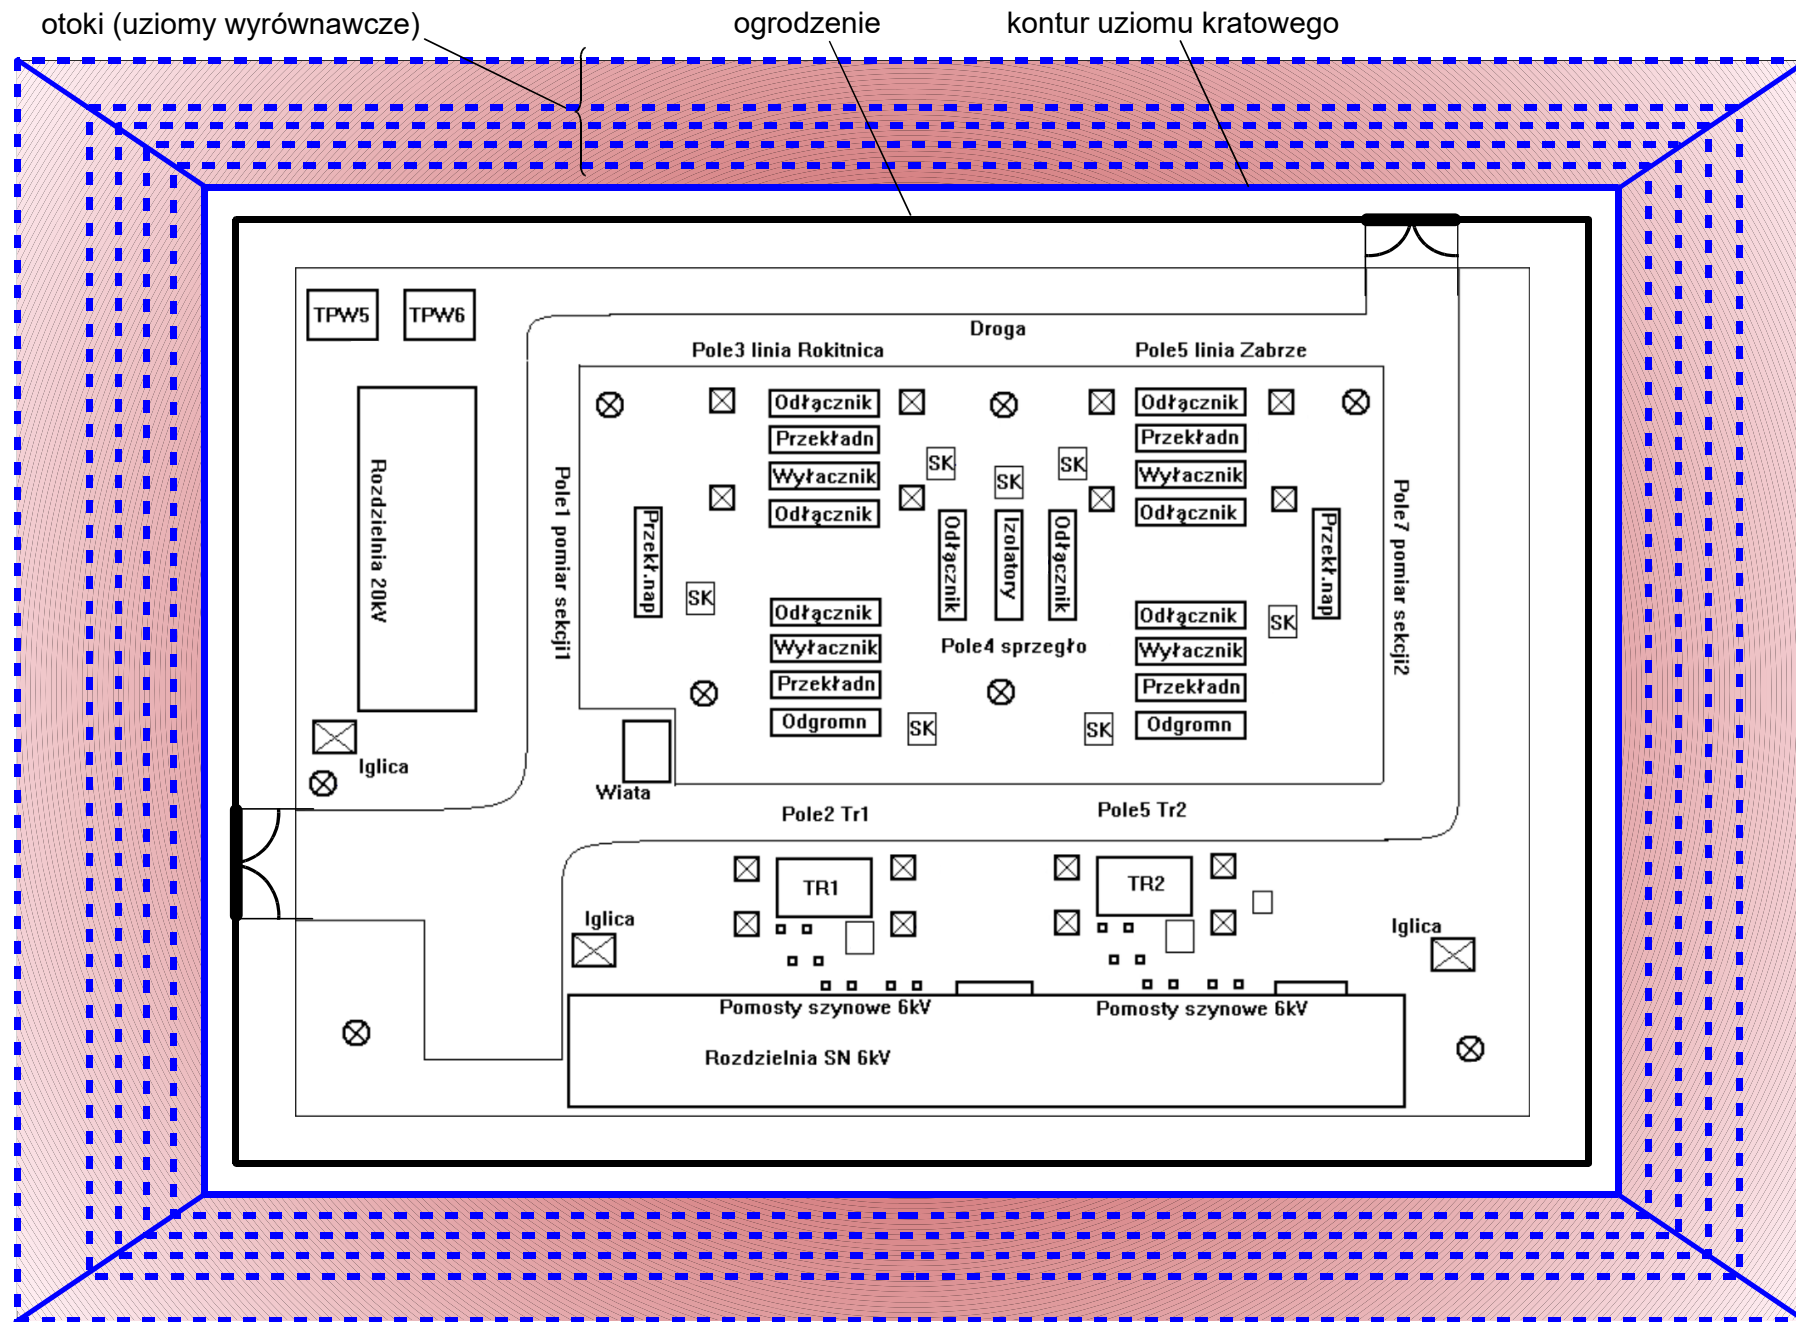 otoki (uziomy wyrównawcze)
ogrodzenie
kontur uziomu kratowego
TPW5
TPW6
Droga
Pole3 linia Rokitnica
Pole5 linia Zabrze
Odłącznik
Przekładn
Wyłacznik
Odłącznik
Odłącznik
Przekładn
Wyłacznik
Odłącznik
SK
SK
SK
Rozdzielnia 20kV
Pole1 pomiar sekcji1
Przekł.nap
Odłącznik
Izolatory
Odłącznik
Przekł.nap
Pole7 pomiar sekcji2
SK
SK
Odłącznik
Wyłacznik
Przekładn
Odgromn
Pole4 sprzegło
Odłącznik
Wyłacznik
Przekładn
Odgromn
SK
SK
Iglica
Wiata
Pole2 Tr1
Pole5 Tr2
TR1
TR2
Iglica
Iglica
Pomosty szynowe 6kV
Pomosty szynowe 6kV
Rozdzielnia SN 6kV